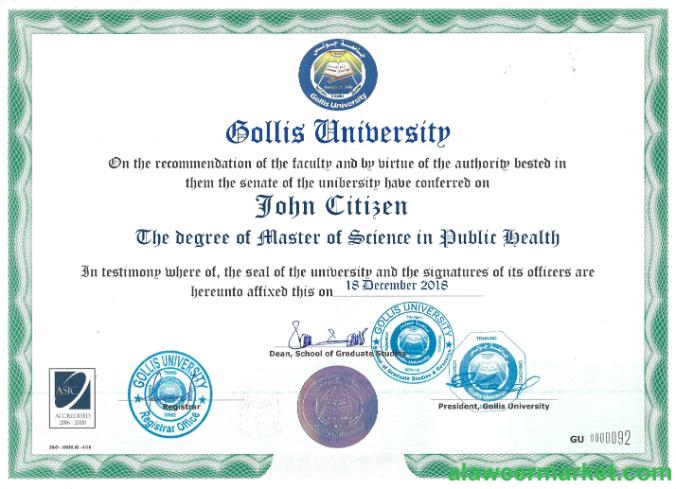 Gollis University
Gollis University
On the recommendation of the faculty and by virtue of the authority bested in
them the senate of the unibersity have conferred on
John Citizen
The degree of Master of Science in Public Health
In testimony where of, the seal of the university and the signatures of its officers are
hereunto affixed this on 18 December 2018
GOLLIS UNIVERSITY
Dean, School of Graduate Studies
School of Graduate Studies & Research
GOLLIS UNIVERSITY
Registrar
Registrar Office
ASIC
ACCREDITED
2016 - 2020
President, Gollis University
GU 0000092
alawoormarket.com